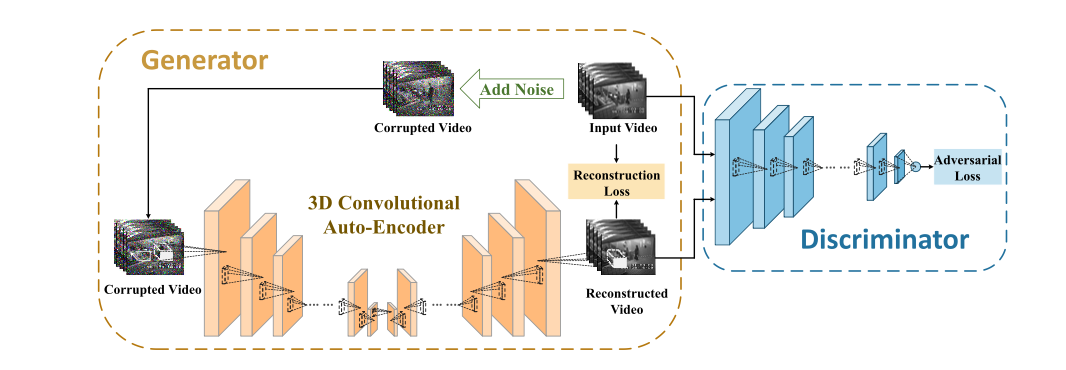 Generator
Add Noise
Corrupted Video
Input Video
Reconstruction
Loss
Adversarial
Loss
3D Convolutional
Auto-Encoder
Discriminator
Corrupted Video
Reconstructed
Video